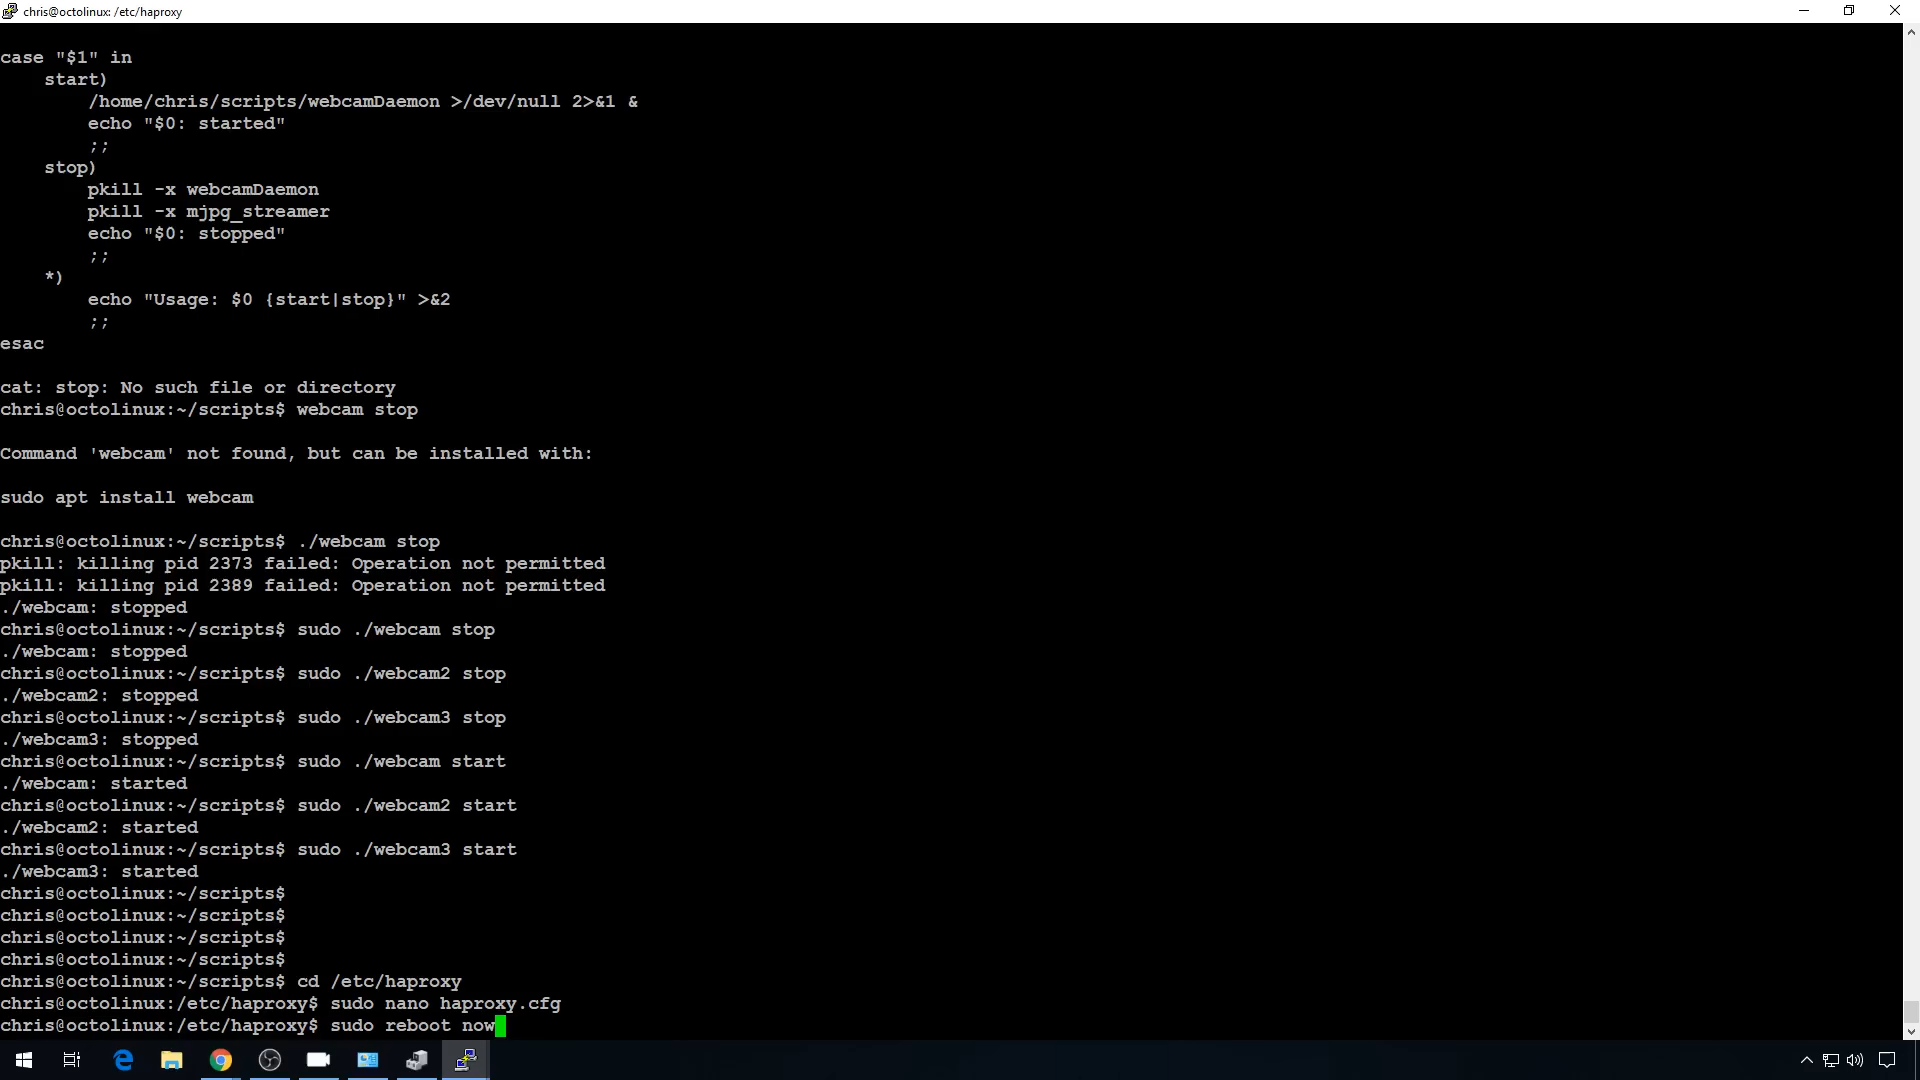 chris@octolinux: /etc/haproxy
case "$1" in
    start)
        /home/chris/scripts/webcamDaemon >/dev/null 2>&1 &
        echo "$0: started"
        ;;
    stop)
        pkill -x webcamDaemon
        pkill -x mjpg_streamer
        echo "$0: stopped"
        ;;
    *)
        echo "Usage: $0 {start|stop}" >&2
        ;;
esac
cat: stop: No such file or directory
chris@octolinux:~/scripts$ webcam stop
Command 'webcam' not found, but can be installed with:
sudo apt install webcam
chris@octolinux:~/scripts$ ./webcam stop
pkill: killing pid 2373 failed: Operation not permitted
pkill: killing pid 2389 failed: Operation not permitted
./webcam: stopped
chris@octolinux:~/scripts$ sudo ./webcam stop
./webcam: stopped
chris@octolinux:~/scripts$ sudo ./webcam2 stop
./webcam2: stopped
chris@octolinux:~/scripts$ sudo ./webcam3 stop
./webcam3: stopped
chris@octolinux:~/scripts$ sudo ./webcam start
./webcam: started
chris@octolinux:~/scripts$ sudo ./webcam2 start
./webcam2: started
chris@octolinux:~/scripts$ sudo ./webcam3 start
./webcam3: started
chris@octolinux:~/scripts$
chris@octolinux:~/scripts$
chris@octolinux:~/scripts$
chris@octolinux:~/scripts$
chris@octolinux:~/scripts$ cd /etc/haproxy
chris@octolinux:/etc/haproxy$ sudo nano haproxy.cfg
chris@octolinux:/etc/haproxy$ sudo reboot now